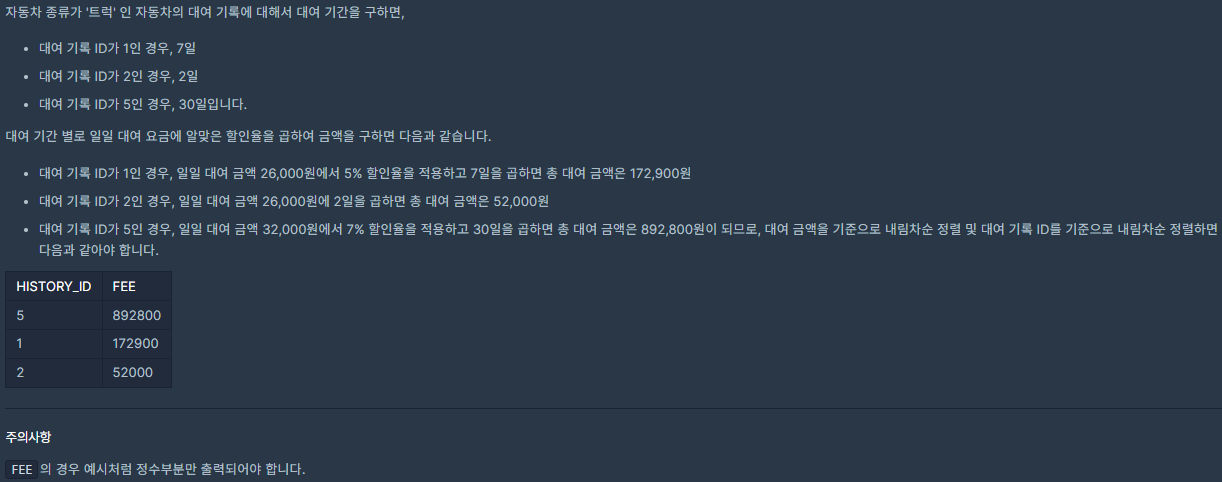 자동차 종류가 '트럭' 인 자동차의 대여 기록에 대해서 대여 기간을 구하면,
• 대여 기록 ID가 1인 경우, 7일
• 대여 기록 ID가 2인 경우, 2일
• 대여 기록 ID가 5인 경우, 30일입니다.
대여 기간 별로 일일 대여 요금에 알맞은 할인율을 곱하여 금액을 구하면 다음과 같습니다.
• 대여 기록 ID가 1인 경우, 일일 대여 금액 26,000원에서 5% 할인율을 적용하고 7일을 곱하면 총 대여 금액은 172,900원
• 대여 기록 ID가 2인 경우, 일일 대여 금액 26,000원에 2일을 곱하면 총 대여 금액은 52,000원
• 대여 기록 ID가 5인 경우, 일일 대여 금액 32,000원에서 7% 할인율을 적용하고 30일을 곱하면 총 대여 금액은 892,800원이 되므로, 대여 금액을 기준으로 내림차순 정렬 및 대여 기록 ID를 기준으로 내림차순 정렬하면
다음과 같아야 합니다.
HISTORY_ID FEE
5 892800
1 172900
2 52000
주의사항
FEE 의 경우 예시처럼 정수부분만 출력되어야 합니다.